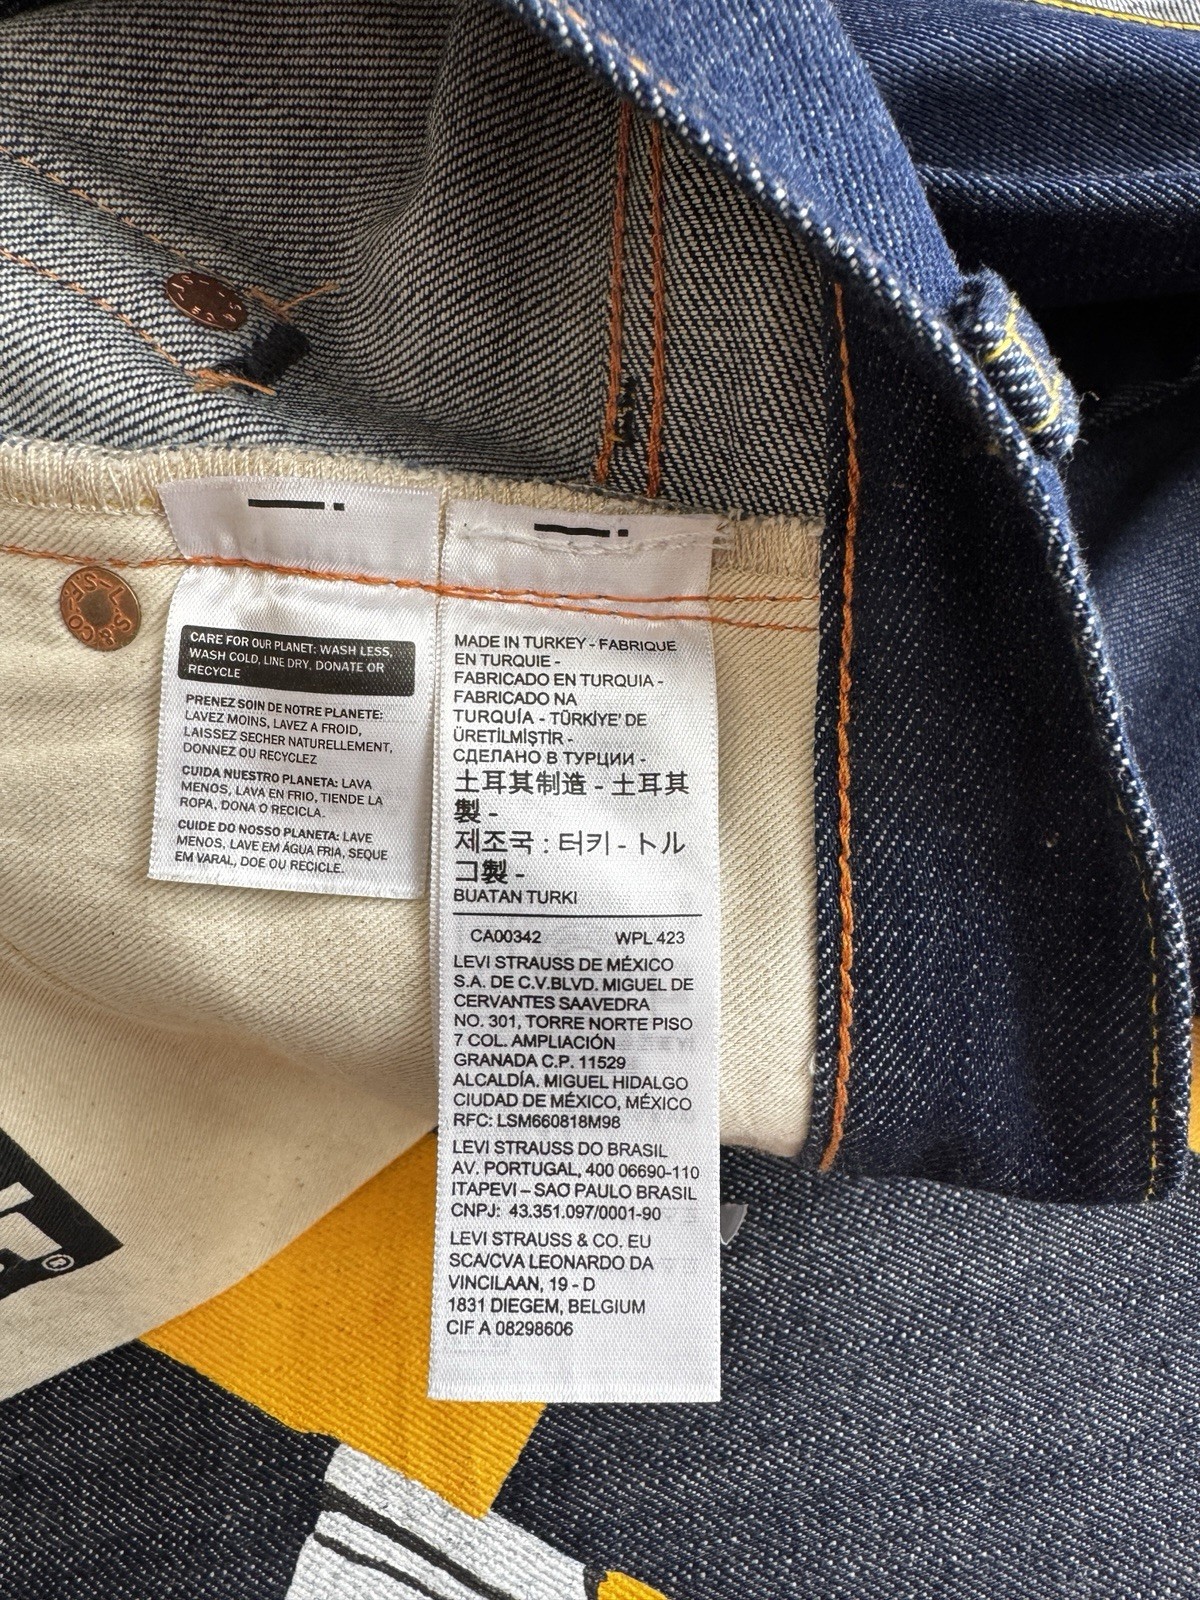 CARE FOR OUR PLANET: WASH LESS,
WASH COLD, LINE DRY, DONATE OR
RECYCLE
PRENEZ SOIN DE NOTRE PLANETE:
LAVEZ MOINS, LAVEZ A FROID,
LAISSEZ SECHER NATURELLEMENT,
DONNEZ OU RECYCLEZ
CUIDA NUESTRO PLANETA: LAVA
MENOS, LAVA EN FRIO, TIENDE LA
ROPA, DONA O RECICLA.
CUIDE DO NOSSO PLANETA: LAVE
MENOS, LAVE EM ÁGUA FRIA, SEQUE
EM VARAL, DOE OU RECICLE.
MADE IN TURKEY - FABRIQUE
EN TURQUIE -
FABRICADO EN TURQUIA -
FABRICADO NA
TURQUÍA - TÜRKİYE' DE
ÜRETİLMİŞTİR -
СДЕЛАНО В ТУРЦИИ -
土耳其制造 - 土耳其
製 -
제조국 : 터키 - トル
コ製 -
BUATAN TURKI
CA00342 WPL 423
LEVI STRAUSS DE MÉXICO
S.A. DE C.V.BLVD. MIGUEL DE
CERVANTES SAAVEDRA
NO. 301, TORRE NORTE PISO
7 COL. AMPLIACIÓN
GRANADA C.P. 11529
ALCALDÍA. MIGUEL HIDALGO
CIUDAD DE MÉXICO, MÉXICO
RFC: LSM660818M98
LEVI STRAUSS DO BRASIL
AV. PORTUGAL, 400 06690-110
ITAPEVI – SAO PAULO BRASIL
CNPJ: 43.351.097/0001-90
LEVI STRAUSS & CO. EU
SCA/CVA LEONARDO DA
VINCILAAN, 19 - D
1831 DIEGEM, BELGIUM
CIF A 08298606
L.S.&CO-S.F-
®